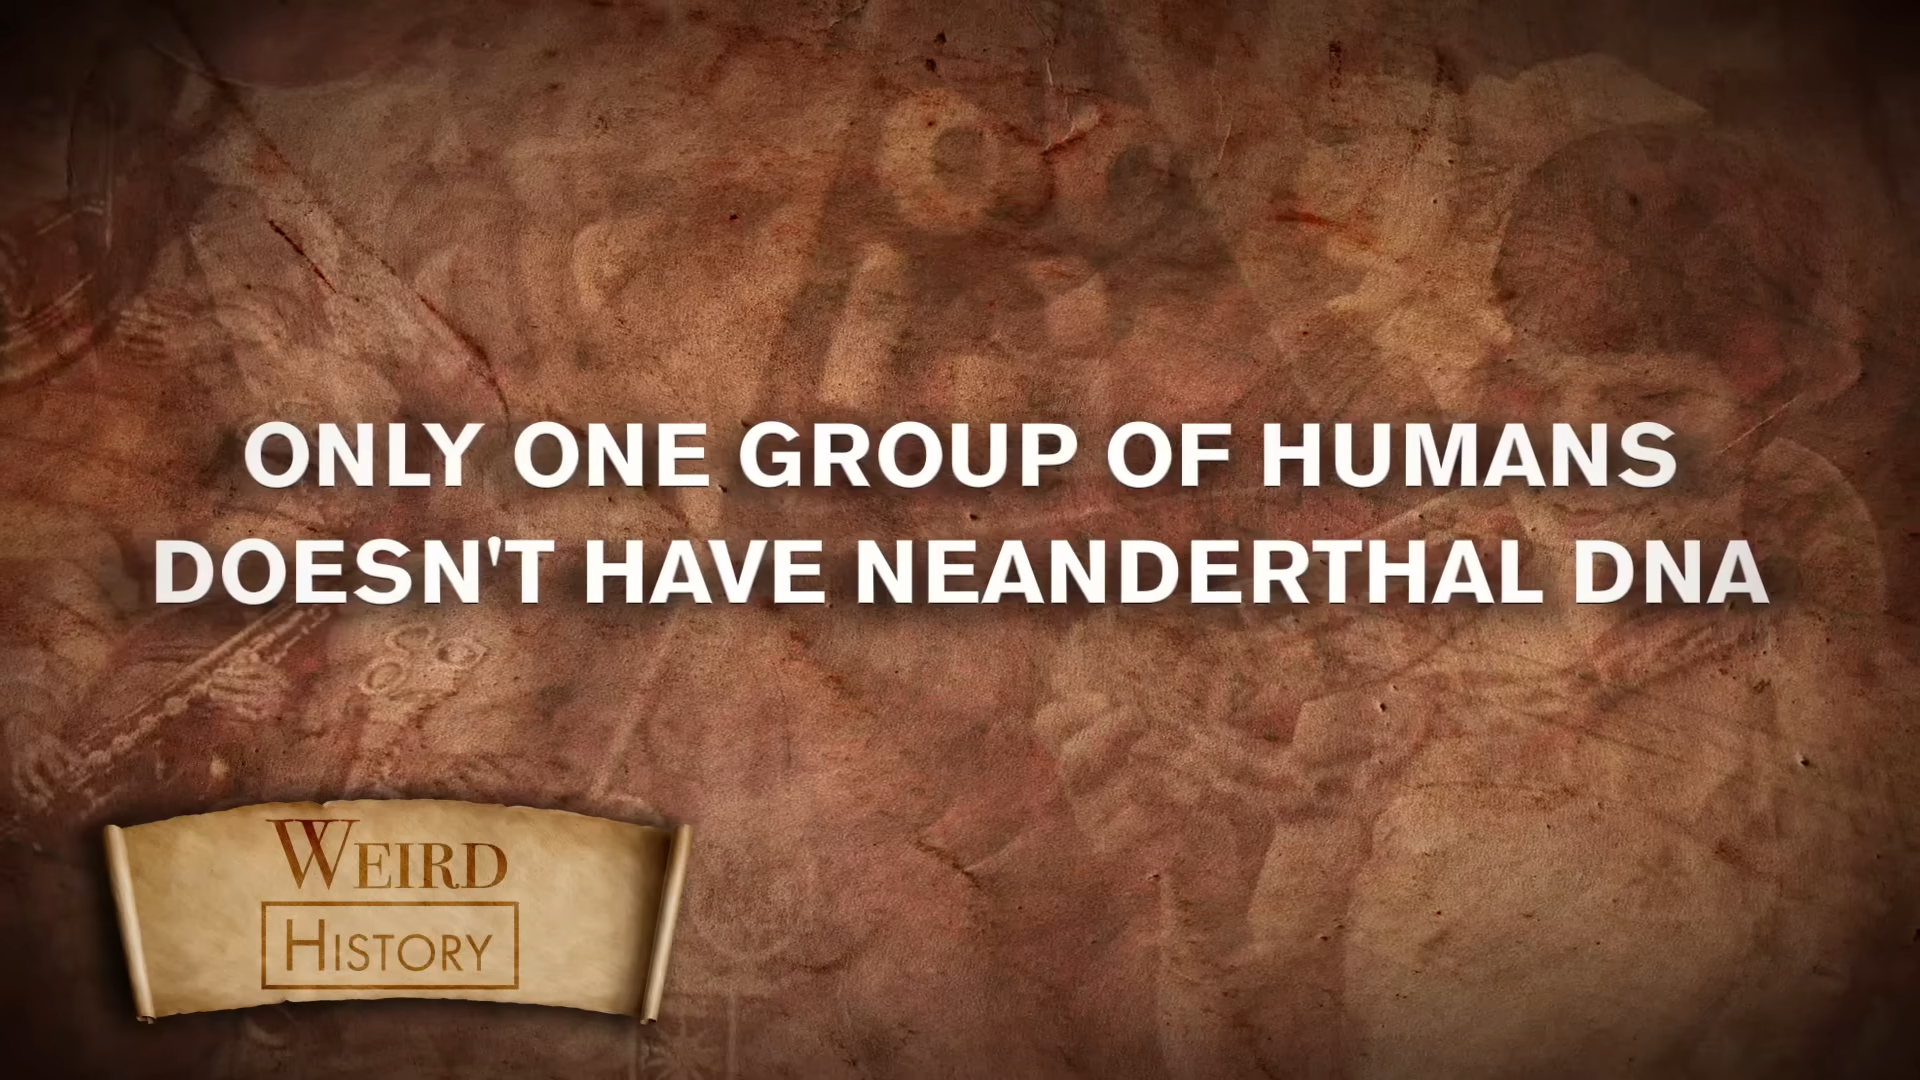 ONLY ONE GROUP OF HUMANS
DOESN'T HAVE NEANDERTHAL DNA
WEIRD
HISTORY